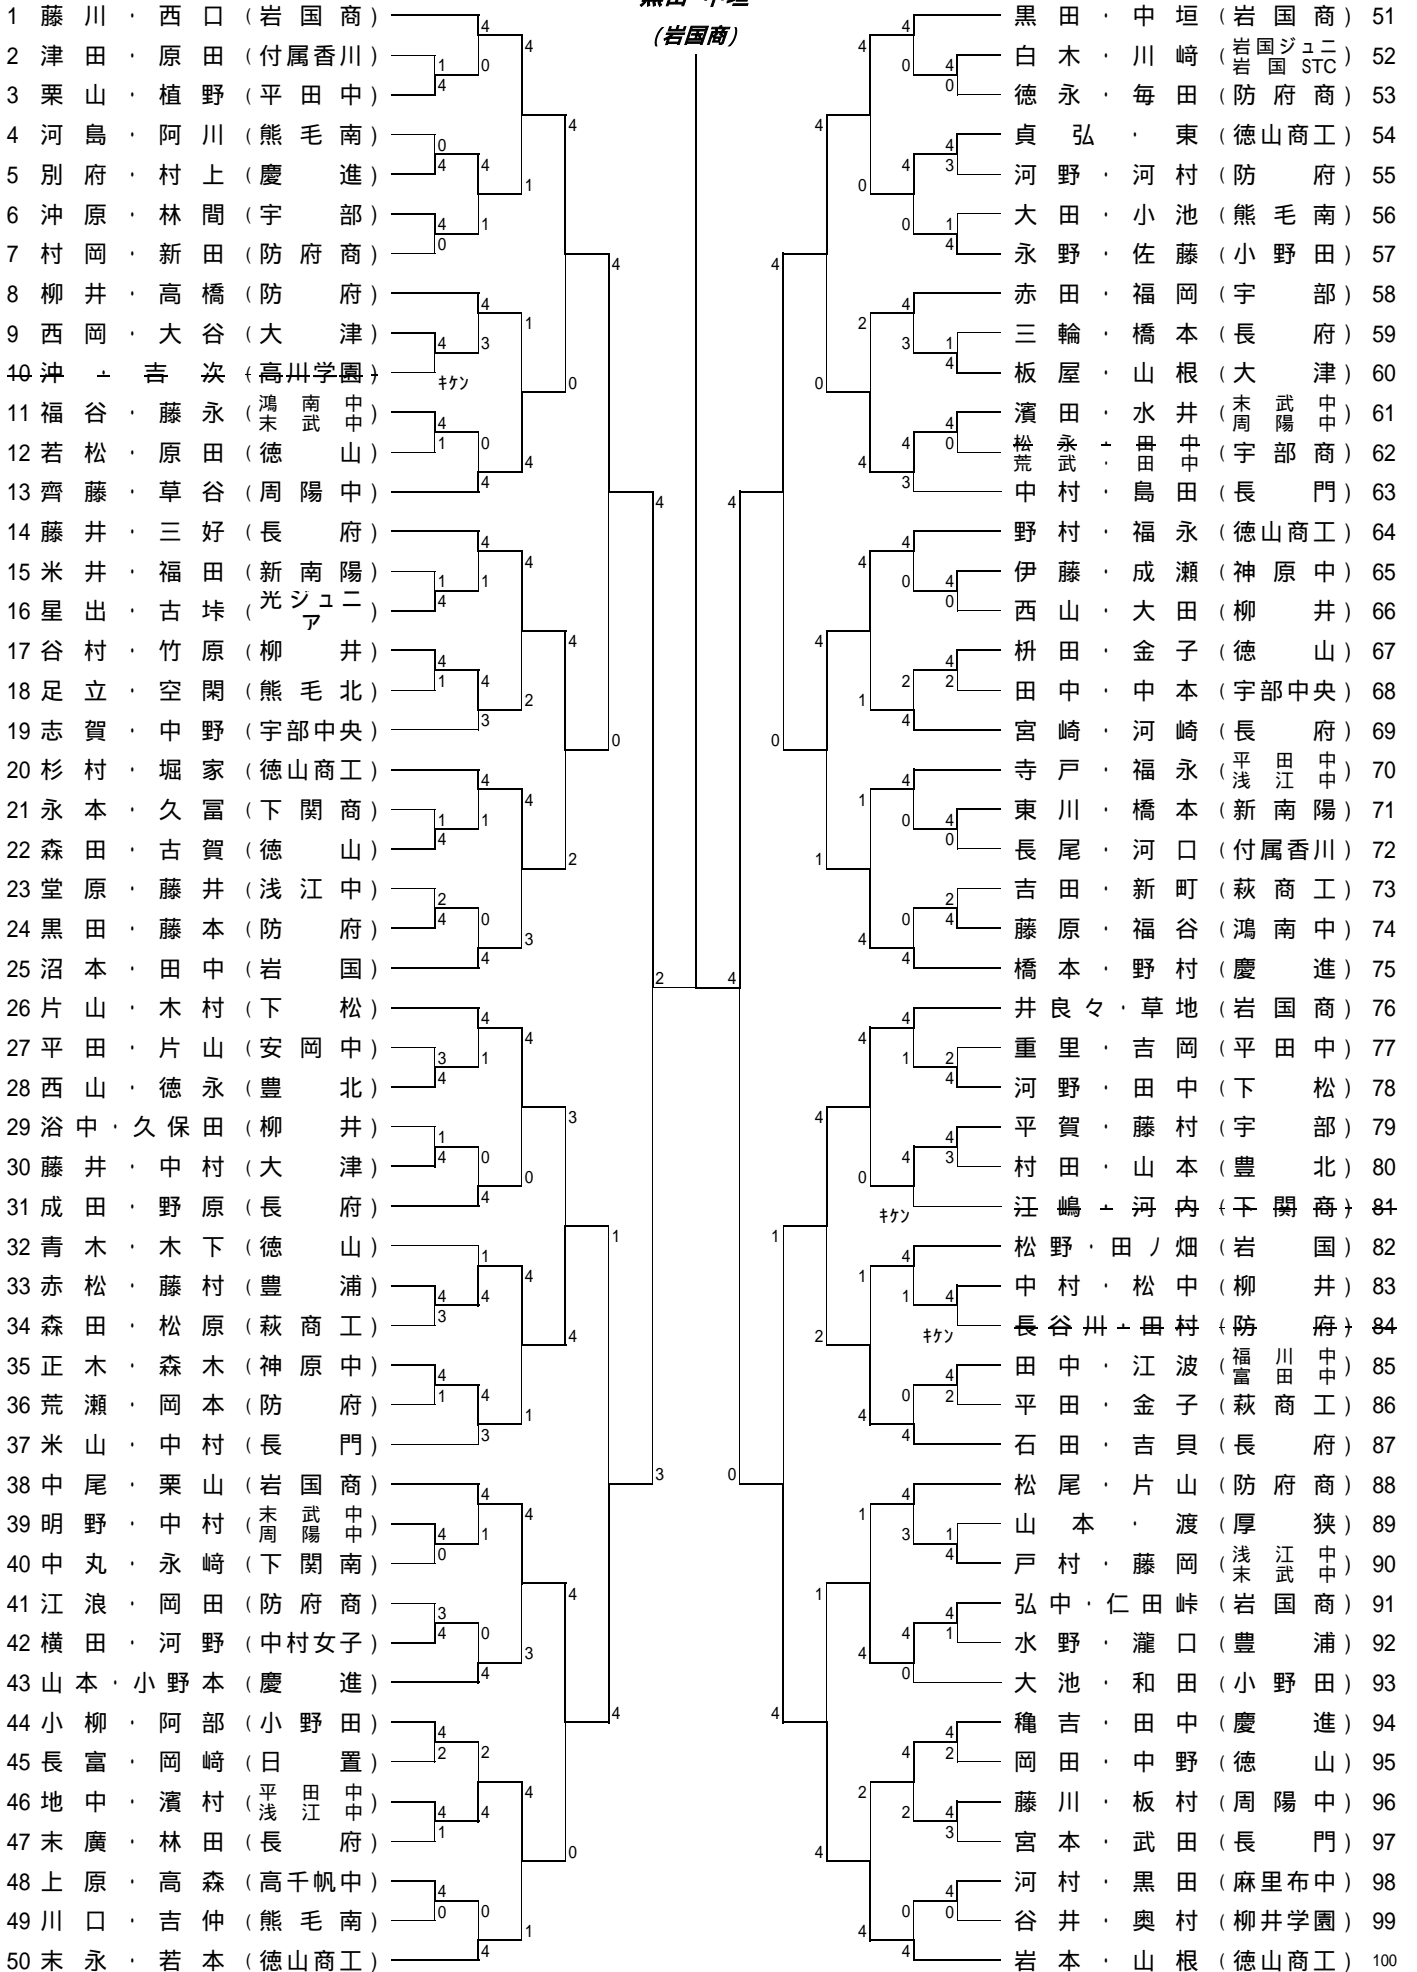 (岩国商)
1 藤川・西口 (岩国商)
2 津田・原田 (付属香川)
3 栗山・植野 (平田中)
4 河島・阿川 (熊毛南)
5 別府・村上 (慶進)
6 沖原・林間 (宇部)
7 村岡・新田 (防府商)
8 柳井・高橋 (防府)
9 西岡・大谷 (大津)
10 沖・吉次 (高川学園)
キケン
11 福谷・藤永 (鴻南中 末武中)
12 若松・原田 (徳山)
13 齊藤・草谷 (周陽中)
14 藤井・三好 (長府)
15 米井・福田 (新南陽)
16 星出・古垰 (光ジュニア)
17 谷村・竹原 (柳井)
18 足立・空閑 (熊毛北)
19 志賀・中野 (宇部中央)
20 杉村・堀家 (徳山商工)
21 永本・久冨 (下関商)
22 森田・古賀 (徳山)
23 堂原・藤井 (浅江中)
24 黒田・藤本 (防府)
25 沼本・田中 (岩国)
26 片山・木村 (下松)
27 平田・片山 (安岡中)
28 西山・徳永 (豊北)
29 浴中・久保田 (柳井)
30 藤井・中村 (大津)
31 成田・野原 (長府)
32 青木・木下 (徳山)
33 赤松・藤村 (豊浦)
34 森田・松原 (萩商工)
35 正木・森木 (神原中)
36 荒瀬・岡本 (防府)
37 米山・中村 (長門)
38 中尾・栗山 (岩国商)
39 明野・中村 (末武中 周陽中)
40 中丸・永﨑 (下関南)
41 江浪・岡田 (防府商)
42 横田・河野 (中村女子)
43 山本・小野本 (慶進)
44 小柳・阿部 (小野田)
45 長富・岡﨑 (日置)
46 地中・濱村 (平田中 浅江中)
47 末廣・林田 (長府)
48 上原・高森 (高千帆中)
49 川口・吉仲 (熊毛南)
50 末永・若本 (徳山商工)
黒田・中垣 (岩国商) 51
白木・川﨑 (岩国ジュニ 岩国STC) 52
徳永・毎田 (防府商) 53
貞弘・東 (徳山商工) 54
河野・河村 (防府) 55
大田・小池 (熊毛南) 56
永野・佐藤 (小野田) 57
赤田・福岡 (宇部) 58
三輪・橋本 (長府) 59
板屋・山根 (大津) 60
濱田・水井 (末武中 周陽中) 61
松永・田中
荒武・田中 (宇部商) 62
中村・島田 (長門) 63
野村・福永 (徳山商工) 64
伊藤・成瀬 (神原中) 65
西山・大田 (柳井) 66
枡田・金子 (徳山) 67
田中・中本 (宇部中央) 68
宮崎・河崎 (長府) 69
寺戸・福永 (平田中 浅江中) 70
東川・橋本 (新南陽) 71
長尾・河口 (付属香川) 72
吉田・新町 (萩商工) 73
藤原・福谷 (鴻南中) 74
橋本・野村 (慶進) 75
井良々・草地 (岩国商) 76
重里・吉岡 (平田中) 77
河野・田中 (下松) 78
平賀・藤村 (宇部) 79
村田・山本 (豊北) 80
キケン
江嶋・河内 (下関商) 81
松野・田ノ畑 (岩国) 82
中村・松中 (柳井) 83
キケン
長谷川・田村 (防府) 84
田中・江波 (福川中 富田中) 85
平田・金子 (萩商工) 86
石田・吉貝 (長府) 87
松尾・片山 (防府商) 88
山本・渡 (厚狭) 89
戸村・藤岡 (浅江中 末武中) 90
弘中・仁田峠 (岩国商) 91
水野・瀧口 (豊浦) 92
大池・和田 (小野田) 93
穐吉・田中 (慶進) 94
岡田・中野 (徳山) 95
藤川・板村 (周陽中) 96
宮本・武田 (長門) 97
河村・黒田 (麻里布中) 98
谷井・奥村 (柳井学園) 99
岩本・山根 (徳山商工) 100